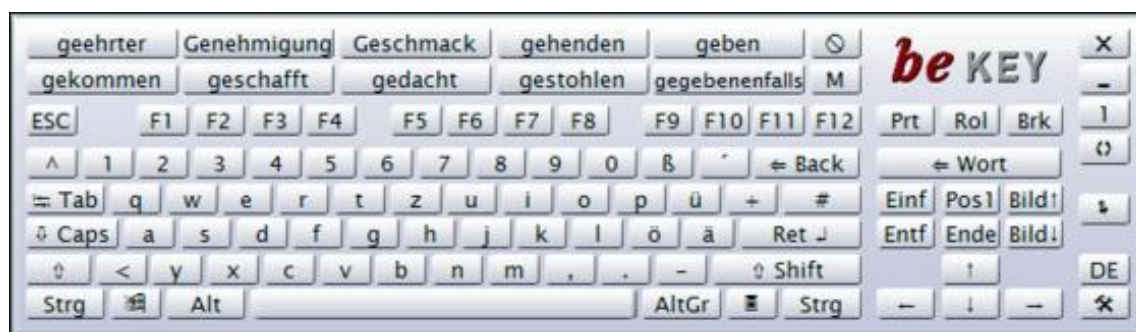 geehrter Genehmigung Geschmack gehenden geben be KEY X
gekommen geschafft gedacht gestohlen gegebenenfalls M _
ESC F1 F2 F3 F4 F5 F6 F7 F8 F9 F10 F11 F12 Prt Rol Brk 1
^ 1 2 3 4 5 6 7 8 9 0 ß ´ ⇐ Back ⇐ Wort ()
Tab q w e r t z u i o p ü + # Einf Pos1 Bild↑
⇩ Caps a s d f g h j k l ö ä Ret ↲ Entf Ende Bild↓
⇧ < y x c v b n m , . - ⇧ Shift ↑ DE
Strg Alt AltGr Strg ← ↓ →